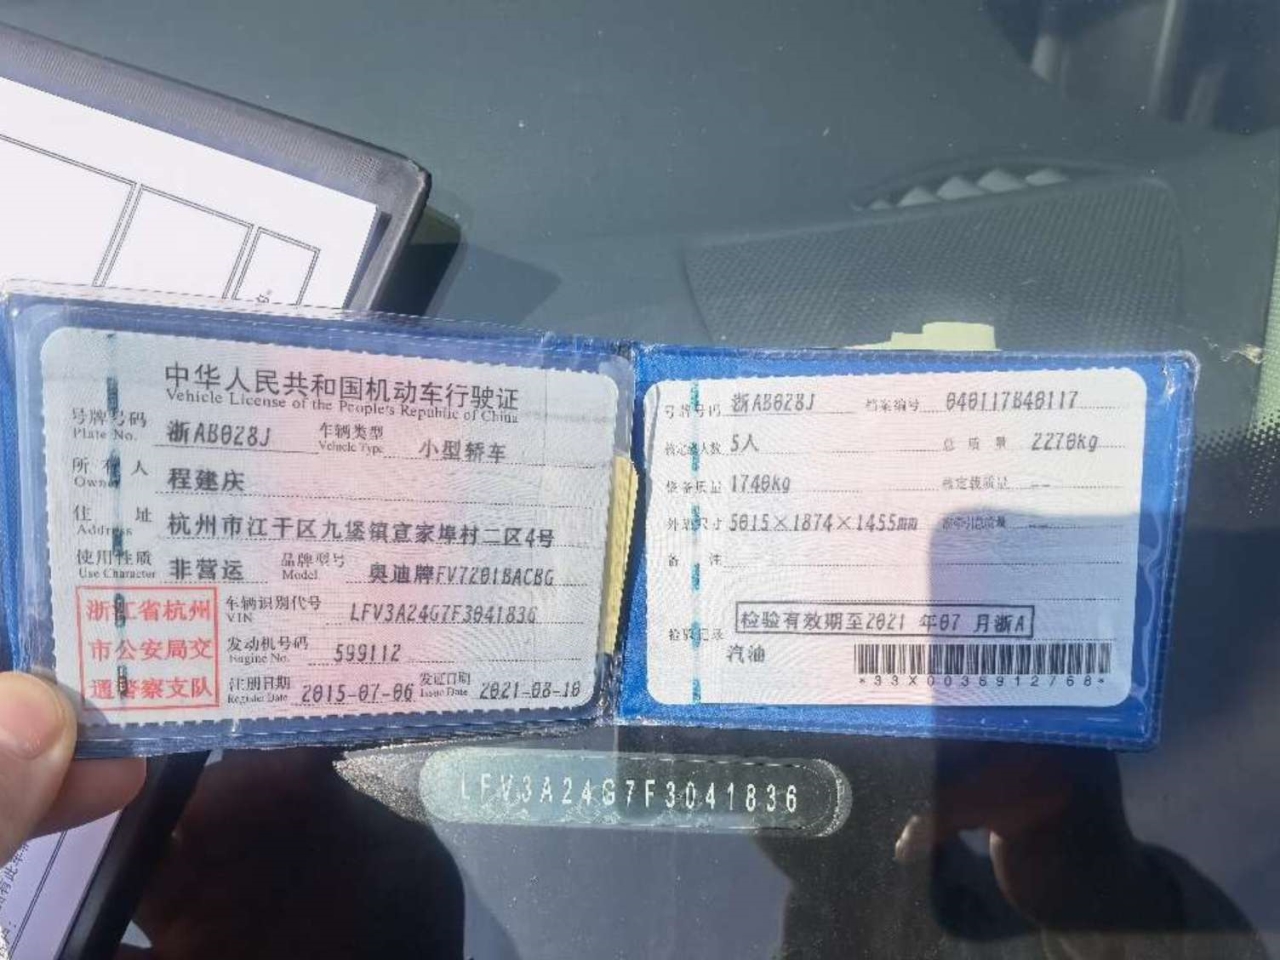 中华人民共和国机动车行驶证
Vehicle License of the People's Republic of China
号牌号码 浙AB028J 车辆类型 小型轿车
Plate No. Vehicle Type
所有人 程建庆
Owner
住址 杭州市江干区九堡镇宣家埠村二区4号
Address
使用性质 非营运 品牌型号 奥迪牌FV7201BACBG
Use Character Model
浙江省杭州
市公安局交
通警察支队
车辆识别代号 LFV3A24G7F3041836
VIN
发动机号码 599112
Engine No.
注册日期 2015-07-06 发证日期 2021-08-10
Register Date Issue Date
号牌号码 浙AB028J 档案编号 040117840117
核定载人数 5人 总质量 2270kg
整备质量 1740kg 核定载质量 --
外廓尺寸 5015×1874×1455mm 准牵引总质量 --
备注
检验记录 检验有效期至2021年07月浙A
汽油
*33X0036912768*
LFV3A24G7F3041836